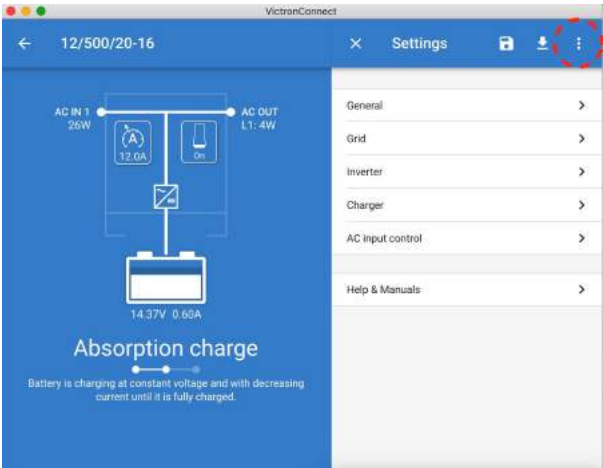 VictronConnect
12/500/20-16
Settings
AC IN 1
26W
AC OUT
L1: 4W
12.0A
On
14.37V 0.60A
Absorption charge
Battery is charging at constant voltage and with decreasing
current until it is fully charged.
General
Grid
Inverter
Charger
AC input control
Help & Manuals